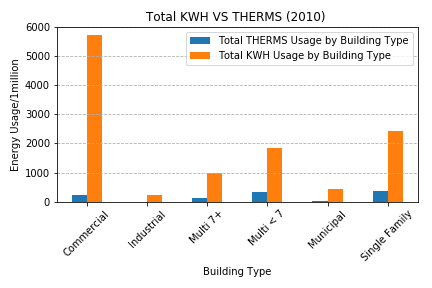 Total KWH VS THERMS (2010)
Total THERMS Usage by Building Type
Total KWH Usage by Building Type
Energy Usage/1million
6000
5000
4000
3000
2000
1000
0
Commercial
Industrial
Multi 7+
Multi < 7
Municipal
Single Family
Building Type